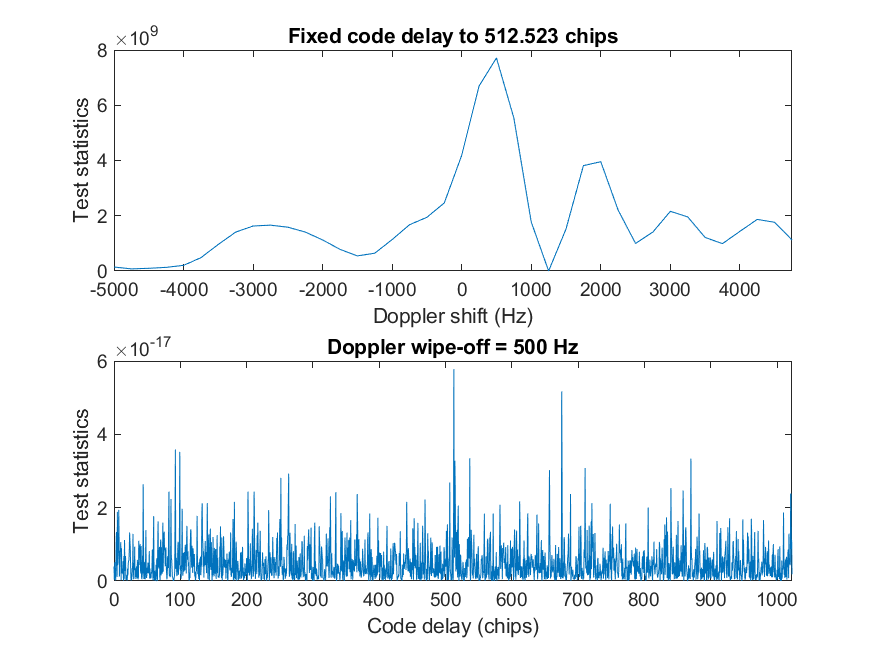 ×10⁹
Fixed code delay to 512.523 chips
8
6
4
2
0
Test statistics
-5000 -4000 -3000 -2000 -1000 0 1000 2000 3000 4000
Doppler shift (Hz)
×10⁻¹⁷
Doppler wipe-off = 500 Hz
6
4
2
0
Test statistics
0 100 200 300 400 500 600 700 800 900 1000
Code delay (chips)